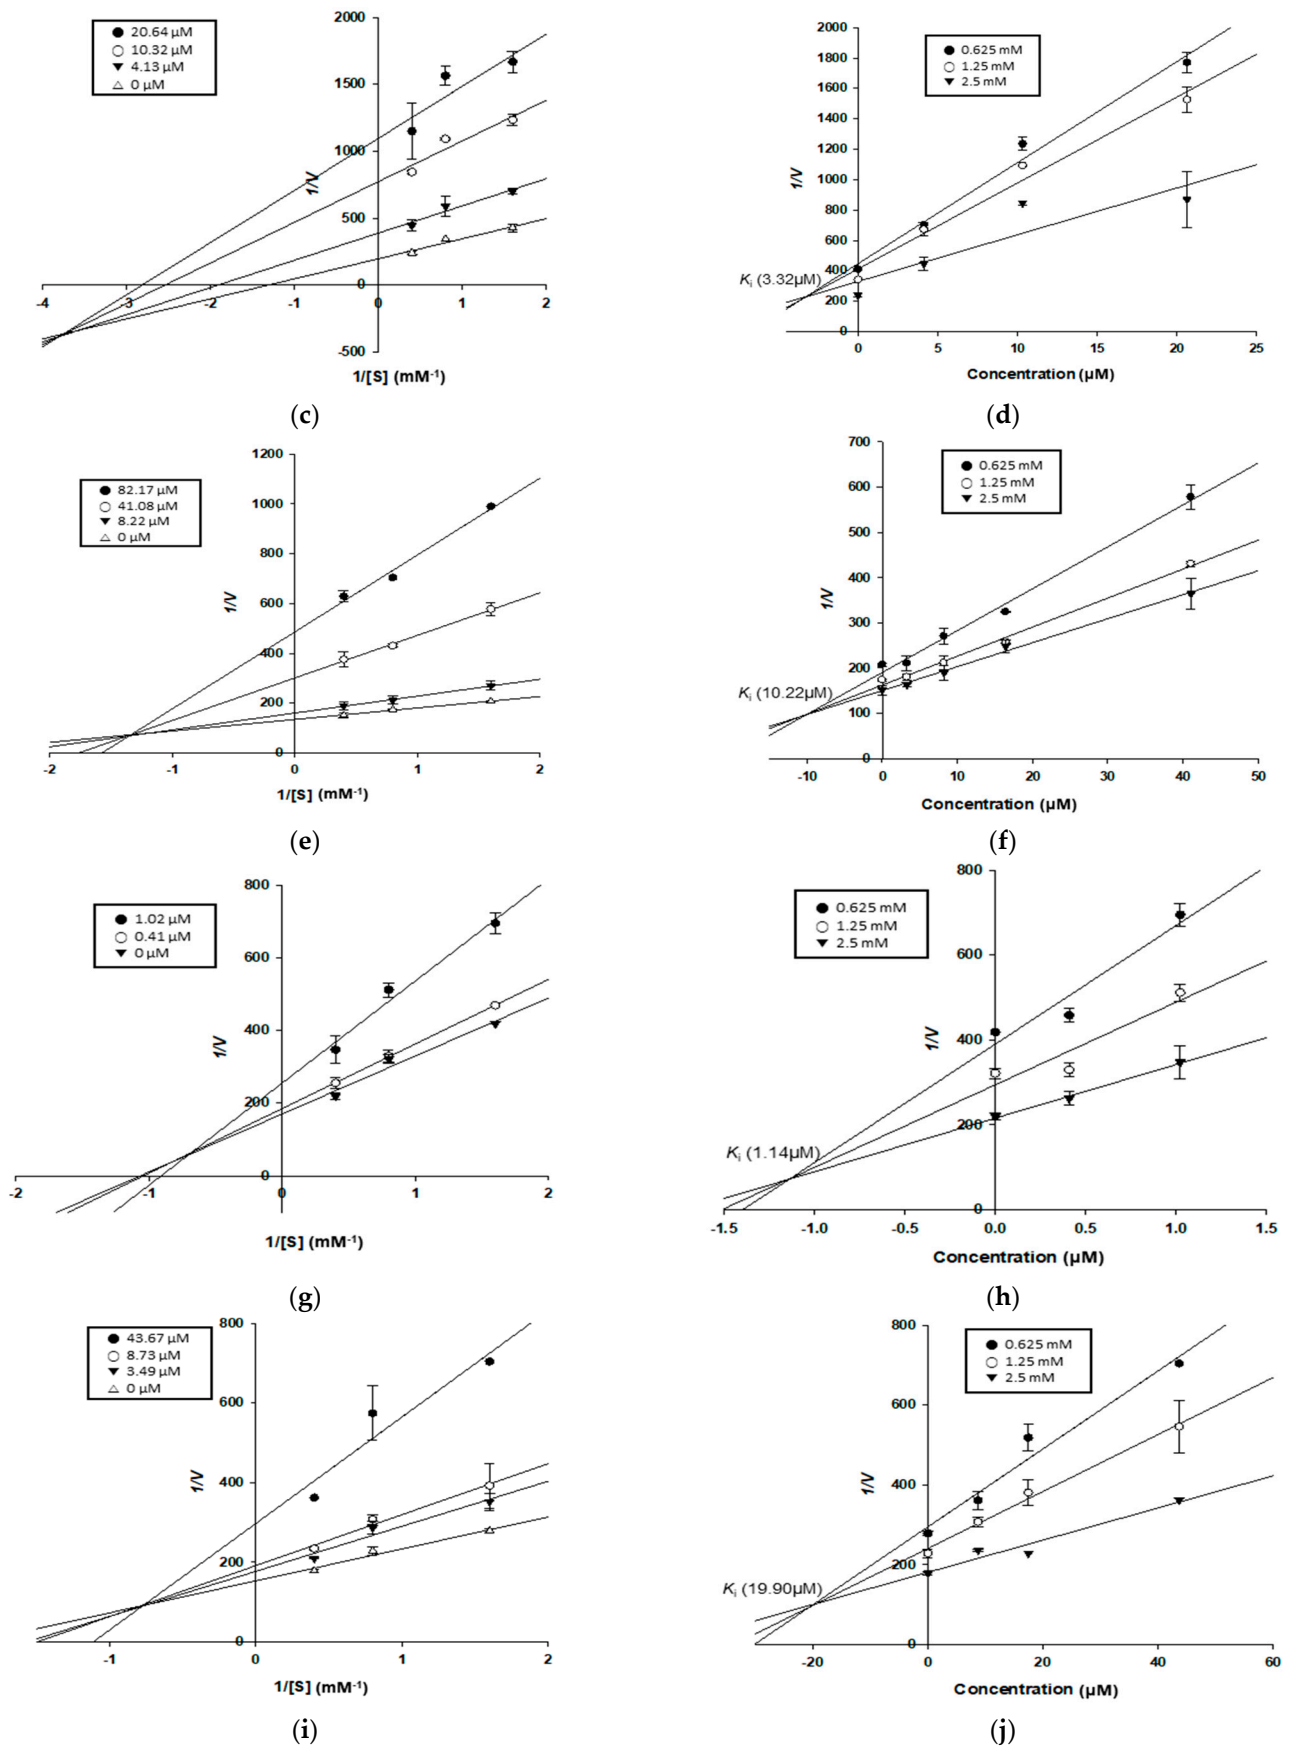 20.64 µM
10.32 µM
4.13 µM
0 µM
2000
1500
1000
500
0
-500
1/V
-4
-3
-2
-1
0
1
2
1/[S] (mM-1)
(c)
0.625 mM
1.25 mM
2.5 mM
2000
1800
1600
1400
1200
1000
800
600
400
200
0
1/V
Ki (3.32µM)
0
5
10
15
20
25
Concentration (µM)
(d)
82.17 µM
41.08 µM
8.22 µM
0 µM
1200
1000
800
600
400
200
0
1/V
-2
-1
0
1
2
1/[S] (mM-1)
(e)
0.625 mM
1.25 mM
2.5 mM
700
600
500
400
300
200
100
0
1/V
Ki (10.22µM)
-10
0
10
20
30
40
50
Concentration (µM)
(f)
1.02 µM
0.41 µM
0 µM
800
600
400
200
0
1/V
-2
-1
0
1
2
1/[S] (mM-1)
(g)
0.625 mM
1.25 mM
2.5 mM
800
600
400
200
0
1/V
Ki (1.14µM)
-1.5
-1.0
-0.5
0.0
0.5
1.0
1.5
Concentration (µM)
(h)
43.67 µM
8.73 µM
3.49 µM
0 µM
800
600
400
200
0
1/V
-1
0
1
2
1/[S] (mM-1)
(i)
0.625 mM
1.25 mM
2.5 mM
800
600
400
200
0
1/V
Ki (19.90µM)
-20
0
20
40
60
Concentration (µM)
(j)